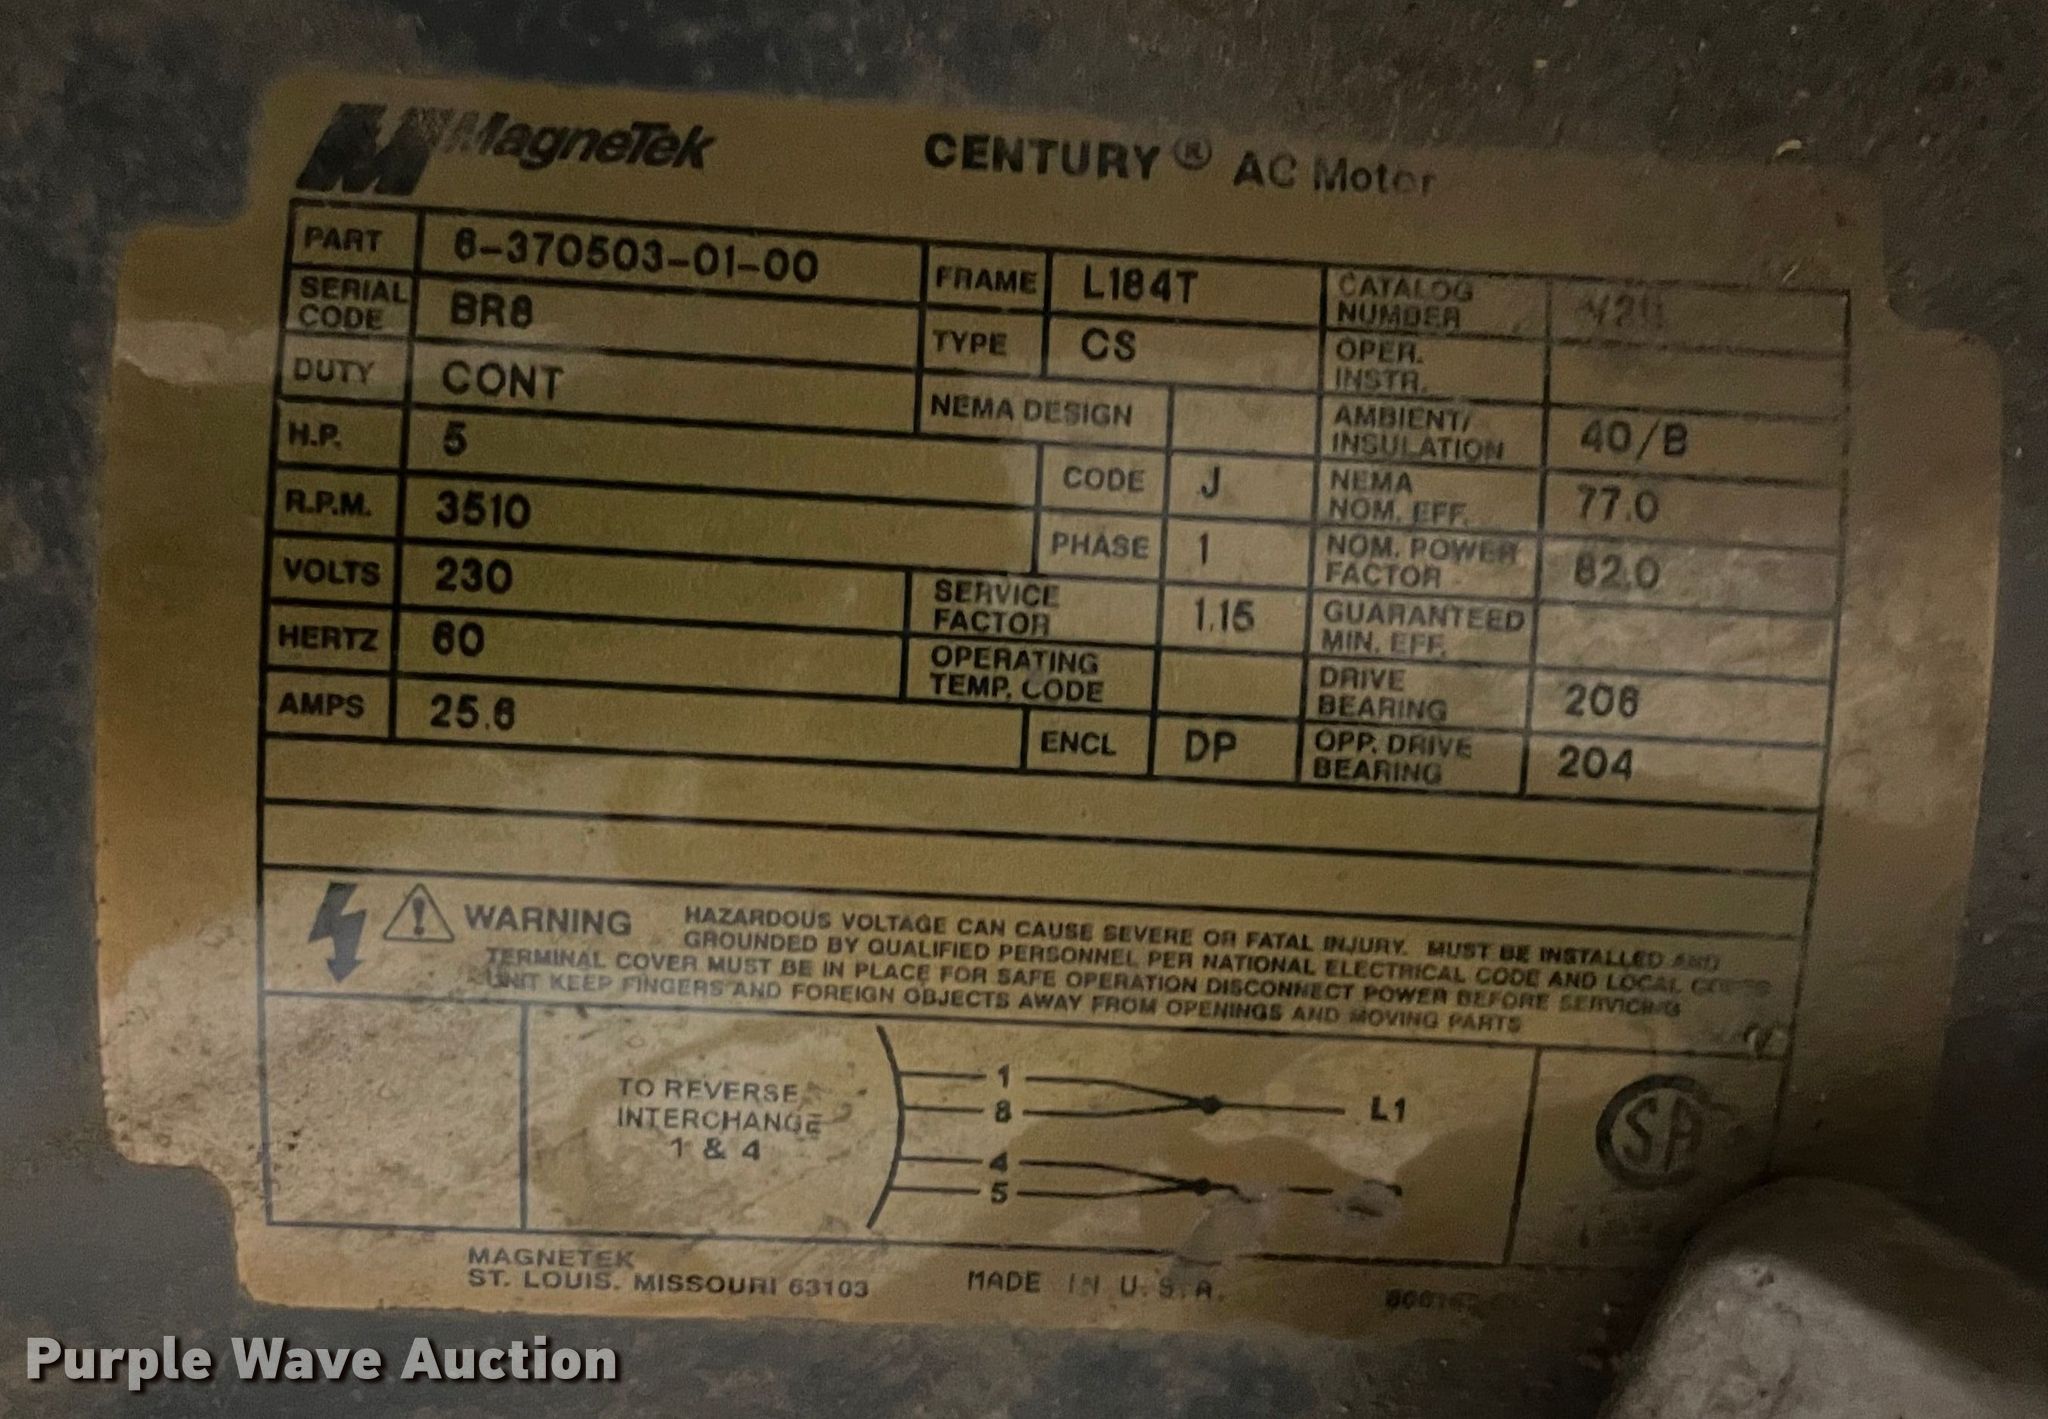 MagneTek CENTURY® AC Motor
PART 6-370503-01-00 FRAME L184T CATALOG NUMBER
SERIAL CODE BR8 TYPE CS OPER. INSTR.
DUTY CONT NEMA DESIGN AMBIENT/ INSULATION 40/B
H.P. 5 CODE J NEMA NOM. EFF. 77.0
R.P.M. 3510 PHASE 1 NOM. POWER FACTOR 82.0
VOLTS 230 SERVICE FACTOR 1.15 GUARANTEED MIN. EFF.
HERTZ 60 OPERATING TEMP. CODE DRIVE BEARING 206
AMPS 25.6 ENCL DP OPP. DRIVE BEARING 204
WARNING HAZARDOUS VOLTAGE CAN CAUSE SEVERE OR FATAL INJURY. MUST BE INSTALLED AND
GROUNDED BY QUALIFIED PERSONNEL PER NATIONAL ELECTRICAL CODE AND LOCAL CODES
TERMINAL COVER MUST BE IN PLACE FOR SAFE OPERATION DISCONNECT POWER BEFORE SERVICING
UNIT KEEP FINGERS AND FOREIGN OBJECTS AWAY FROM OPENINGS AND MOVING PARTS
TO REVERSE
INTERCHANGE
1 & 4
1
8
L1
4
5
SA
MAGNETEK
ST. LOUIS. MISSOURI 63103 MADE IN U.S.A.
Purple Wave Auction